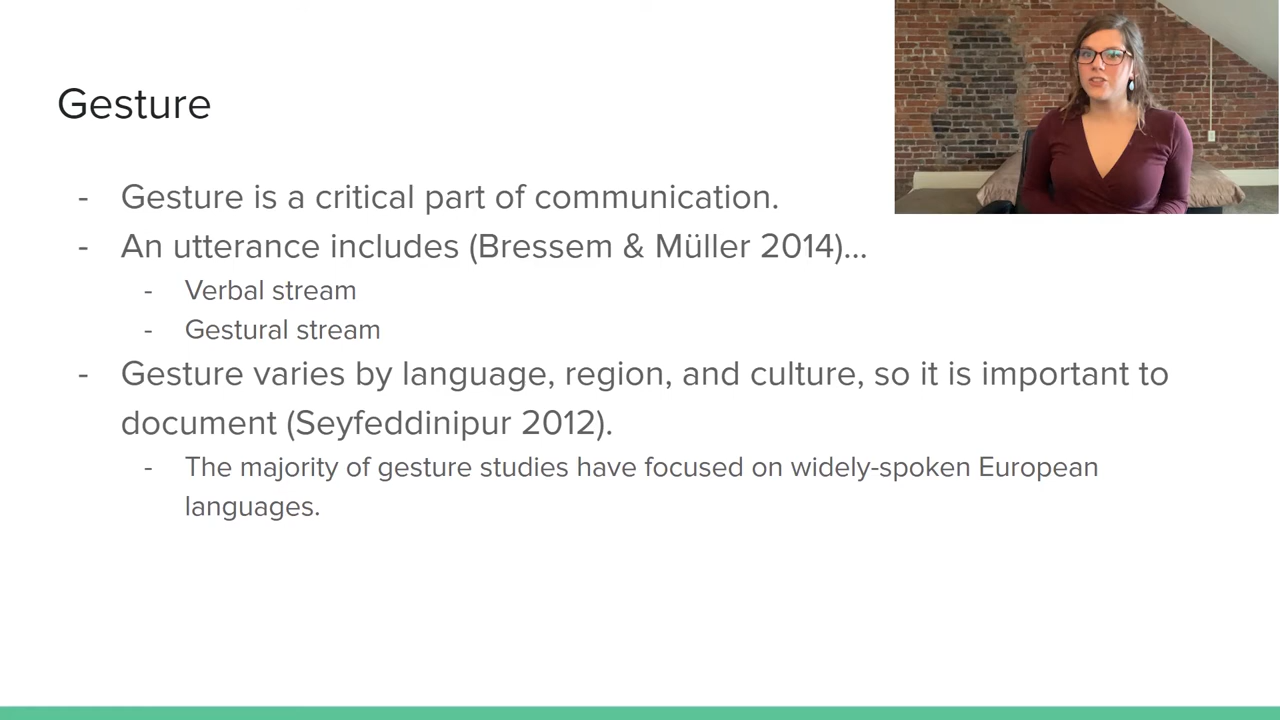 Gesture
- Gesture is a critical part of communication.
- An utterance includes (Bressem & Müller 2014)...
- Verbal stream
- Gestural stream
- Gesture varies by language, region, and culture, so it is important to
document (Seyfeddinipur 2012).
- The majority of gesture studies have focused on widely-spoken European
languages.